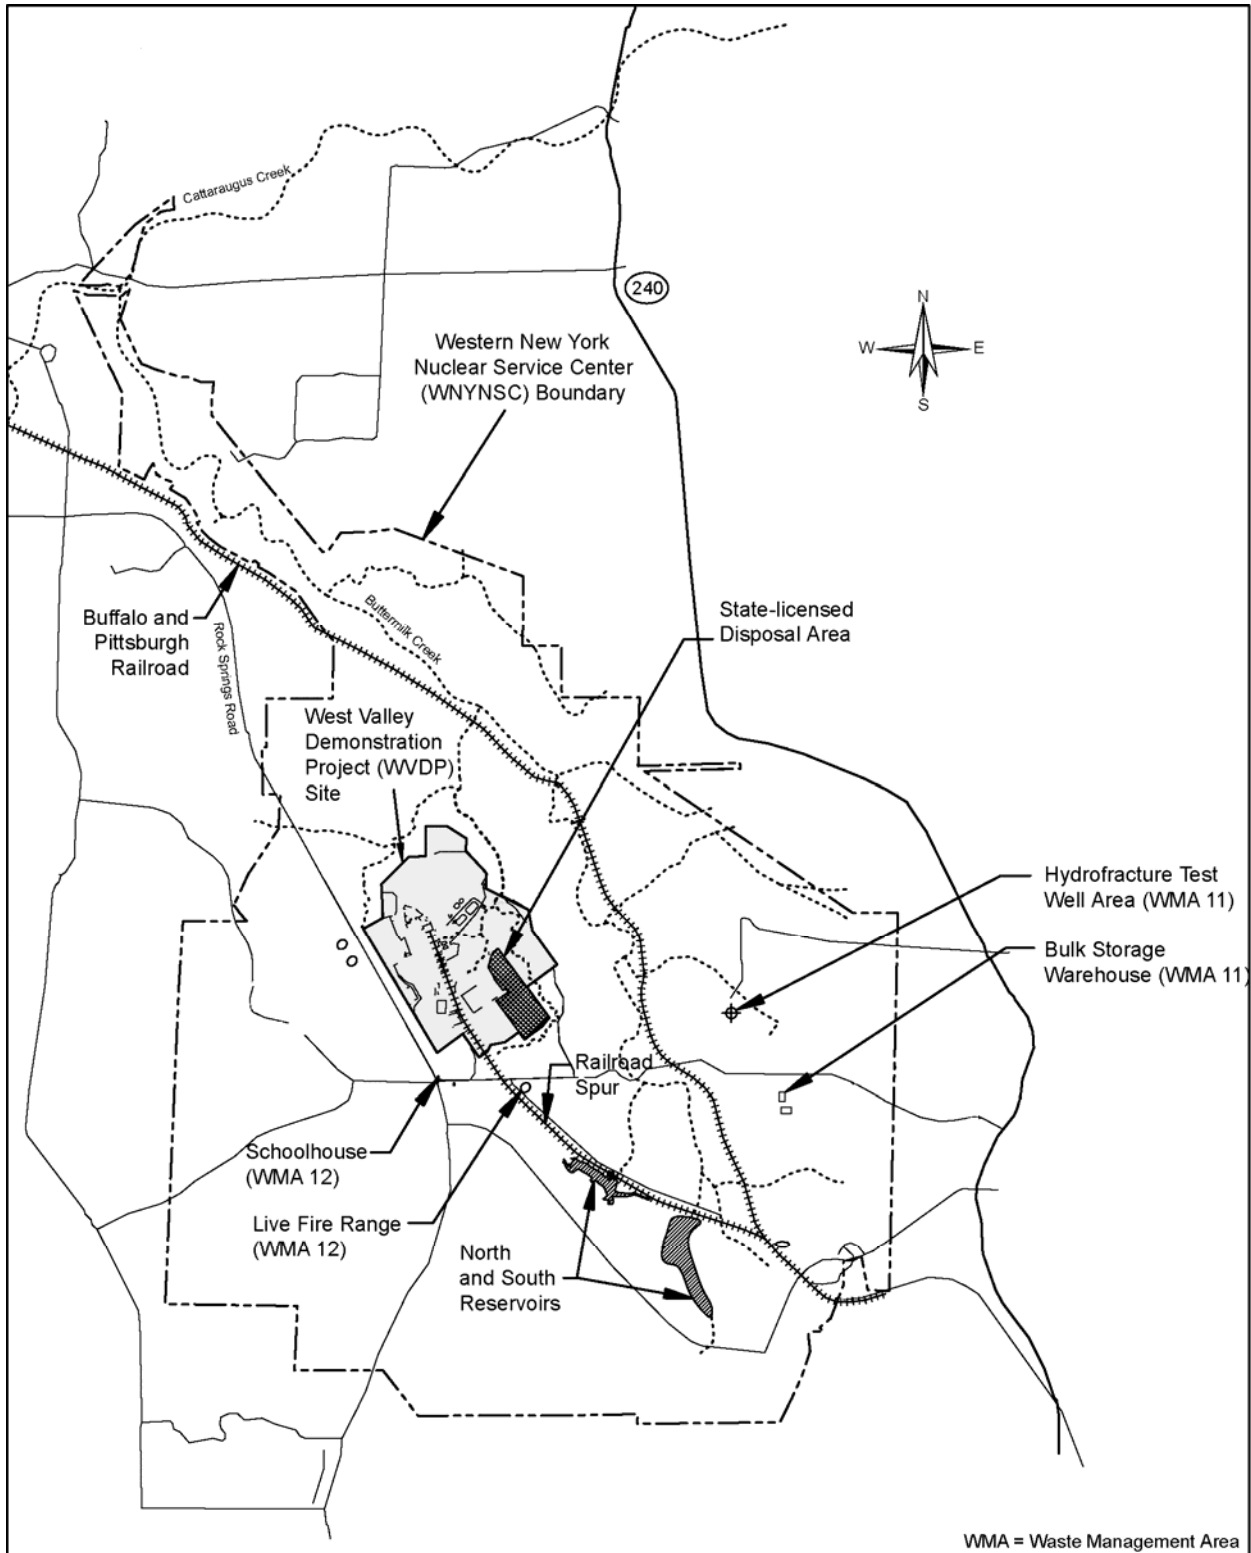 Cattaraugus Creek
240
N
W
E
S
Western New York
Nuclear Service Center
(WNYNSC) Boundary
Buffalo and
Pittsburgh
Railroad
Rock Springs Road
Buttermilk Creek
State-licensed
Disposal Area
West Valley
Demonstration
Project (WVDP)
Site
Hydrofracture Test
Well Area (WMA 11)
Bulk Storage
Warehouse (WMA 11)
Railroad
Spur
Schoolhouse
(WMA 12)
Live Fire Range
(WMA 12)
North
and South
Reservoirs
WMA = Waste Management Area